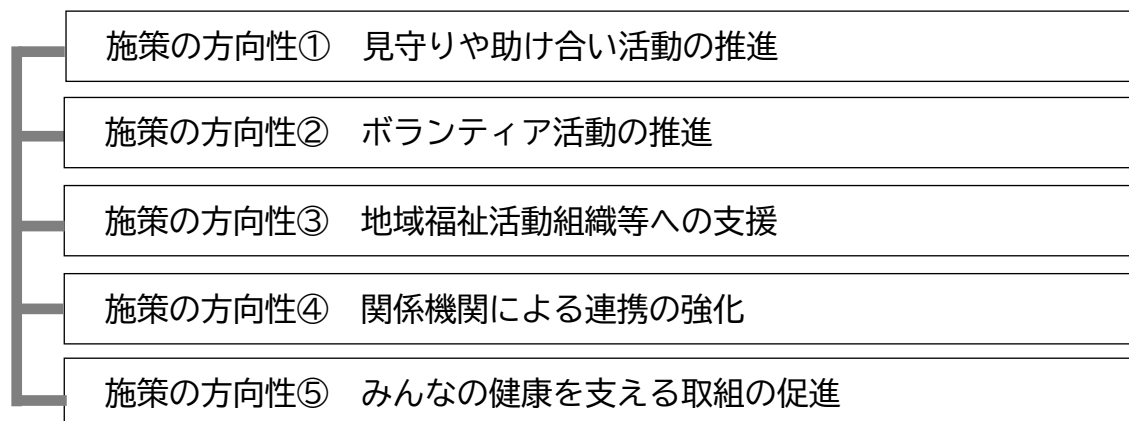 施策の方向性①　見守りや助け合い活動の推進
施策の方向性②　ボランティア活動の推進
施策の方向性③　地域福祉活動組織等への支援
施策の方向性④　関係機関による連携の強化
施策の方向性⑤　みんなの健康を支える取組の促進